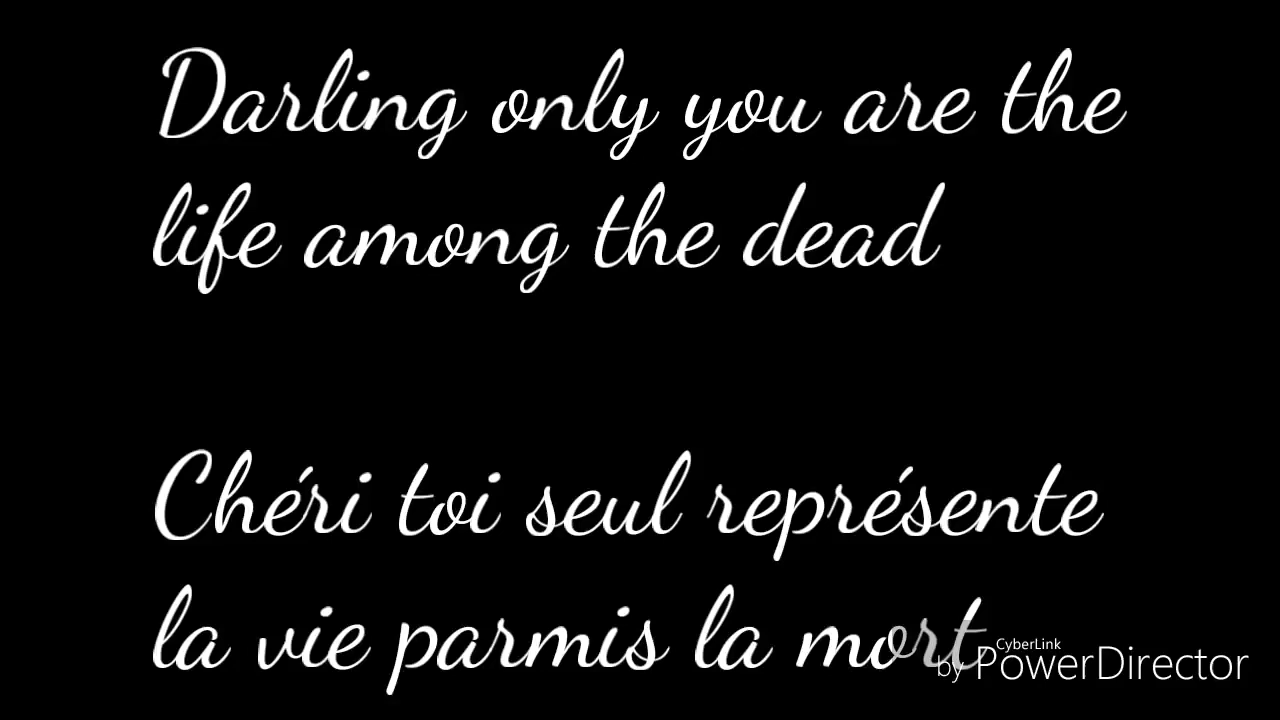 Darling only you are the
life among the dead
Chéri toi seul représente
la vie parmis la mort
CyberLink
by PowerDirector